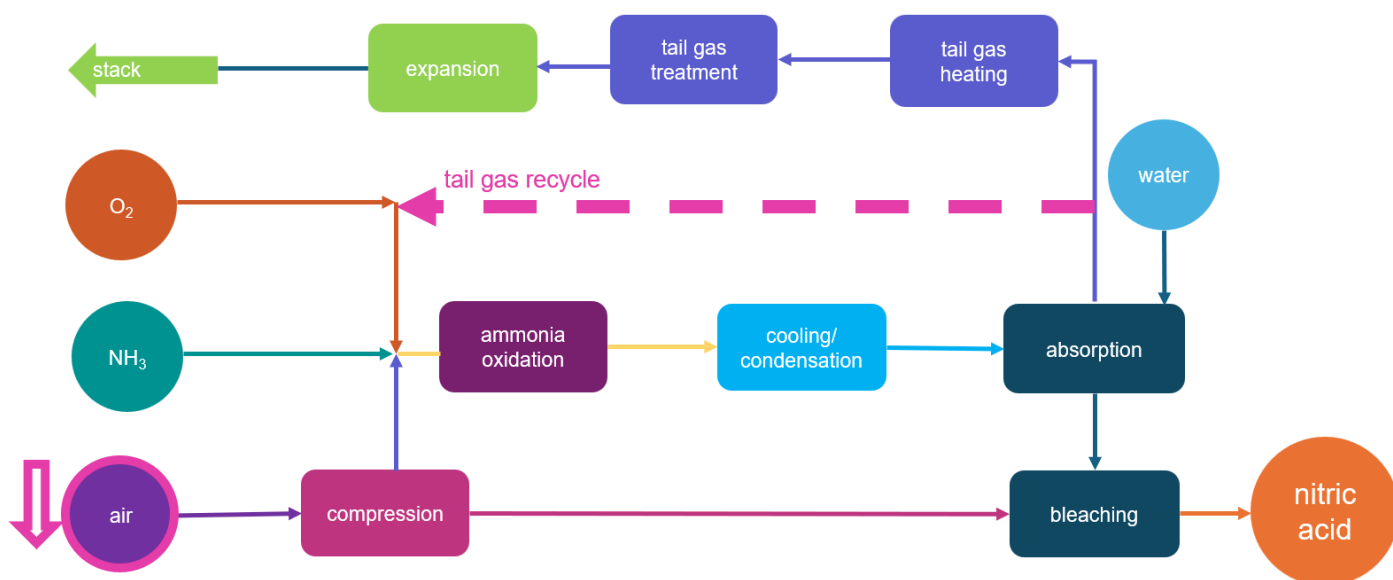 stack
expansion
tail gas
treatment
tail gas
heating
O₂
tail gas recycle
water
NH₃
ammonia
oxidation
cooling/
condensation
absorption
air
compression
bleaching
nitric
acid